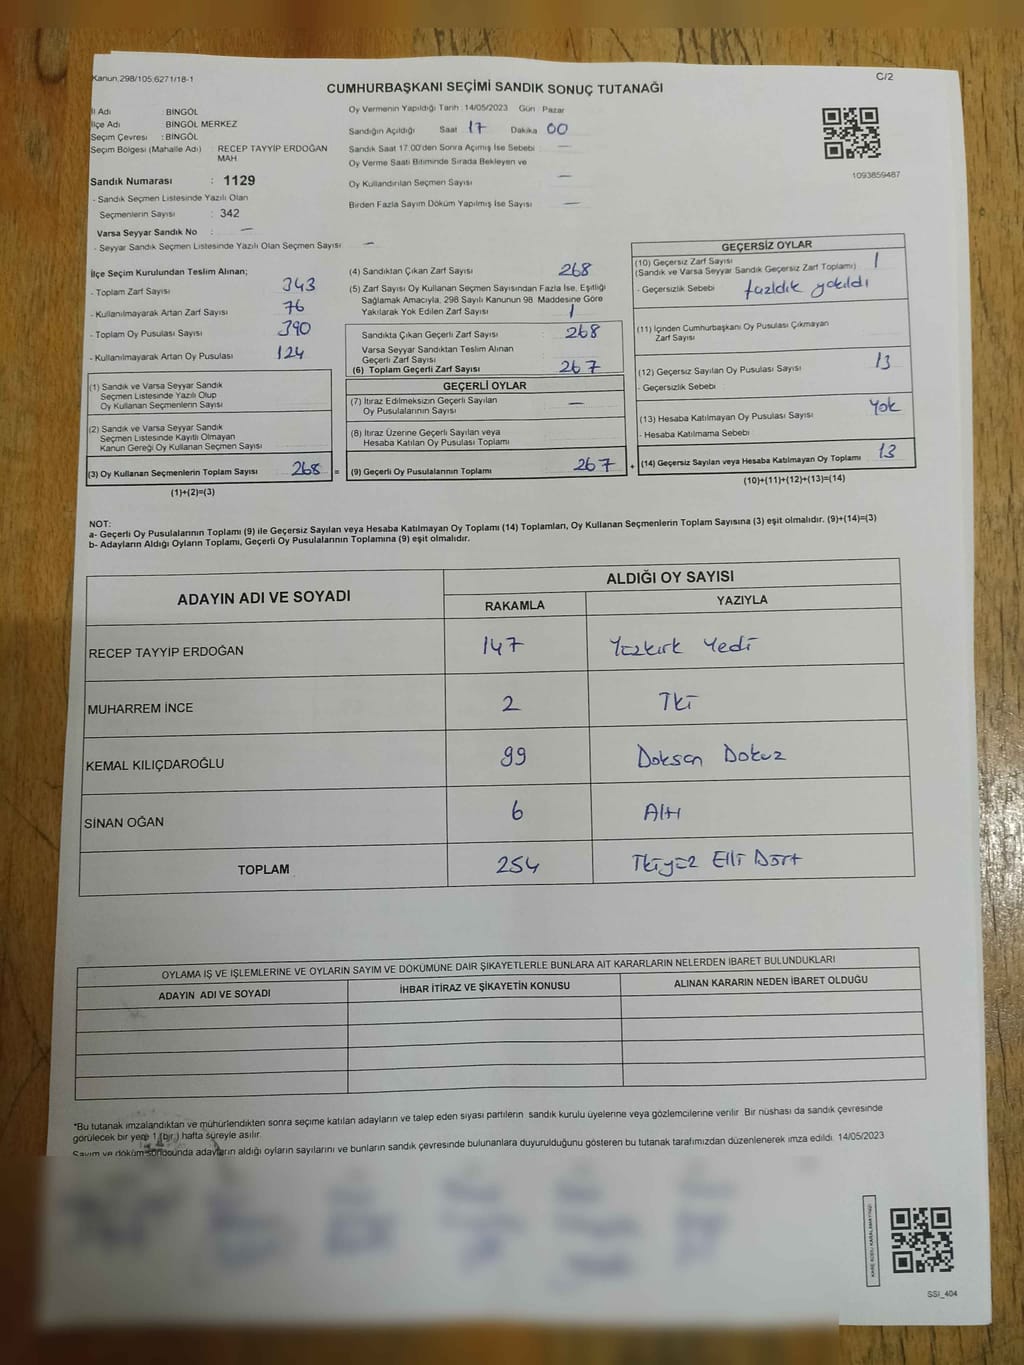 Kanun.298/105.6271/18-1
C/2
CUMHURBAŞKANI SEÇİMİ SANDIK SONUÇ TUTANAĞI
İl Adı : BİNGÖL
İlçe Adı : BİNGÖL MERKEZ
Seçim Çevresi : BİNGÖL
Seçim Bölgesi (Mahalle Adı) : RECEP TAYYİP ERDOĞAN
MAH
Sandık Numarası : 1129
- Sandık Seçmen Listesinde Yazılı Olan
Seçmenlerin Sayısı : 342
Varsa Seyyar Sandık No : —
- Seyyar Sandık Seçmen Listesinde Yazılı Olan Seçmen Sayısı —
Oy Vermenin Yapıldığı Tarih : 14/05/2023 Gün : Pazar
Sandığın Açıldığı Saat 17 Dakika 00
Sandık Saat 17.00'den Sonra Açılmış İse Sebebi : —
Oy Verme Saati Bitiminde Sırada Bekleyen ve
Oy Kullandırılan Seçmen Sayısı —
Birden Fazla Sayım Döküm Yapılmış İse Sayısı —
1093859487
İlçe Seçim Kurulundan Teslim Alınan;
- Toplam Zarf Sayısı 343
- Kullanılmayarak Artan Zarf Sayısı 76
- Toplam Oy Pusulası Sayısı 390
- Kullanılmayarak Artan Oy Pusulası 124
(1) Sandık ve Varsa Seyyar Sandık
Seçmen Listesinde Yazılı Olup
Oy Kullanan Seçmenlerin Sayısı
(2) Sandık ve Varsa Seyyar Sandık
Seçmen Listesinde Kayıtlı Olmayan
Kanun Gereği Oy Kullanan Seçmen Sayısı
(3) Oy Kullanan Seçmenlerin Toplam Sayısı 268 =
(1)+(2)=(3)
(4) Sandıktan Çıkan Zarf Sayısı 268
(5) Zarf Sayısı Oy Kullanan Seçmen Sayısından Fazla İse, Eşitliği
Sağlamak Amacıyla, 298 Sayılı Kanunun 98. Maddesine Göre
Yakılarak Yok Edilen Zarf Sayısı 1
Sandıkta Çıkan Geçerli Zarf Sayısı : 268
Varsa Seyyar Sandıktan Teslim Alınan
Geçerli Zarf Sayısı
(6) Toplam Geçerli Zarf Sayısı 267
GEÇERLİ OYLAR
(7) İtiraz Edilmeksizin Geçerli Sayılan
Oy Pusulalarının Sayısı —
(8) İtiraz Üzerine Geçerli Sayılan veya
Hesaba Katılan Oy Pusulası Toplamı
(9) Geçerli Oy Pusulalarının Toplamı 267 +
GEÇERSİZ OYLAR
(10) Geçersiz Zarf Sayısı 1
(Sandık ve Varsa Seyyar Sandık Geçersiz Zarf Toplamı)
- Geçersizlik Sebebi : yakıldı
(11) İçinden Cumhurbaşkanı Oy Pusulası Çıkmayan
Zarf Sayısı
(12) Geçersiz Sayılan Oy Pusulası Sayısı 13
- Geçersizlik Sebebi :
(13) Hesaba Katılmayan Oy Pusulası Sayısı Yok
- Hesaba Katılmama Sebebi
(14) Geçersiz Sayılan veya Hesaba Katılmayan Oy Toplamı 13
(10)+(11)+(12)+(13)=(14)
NOT:
a- Geçerli Oy Pusulalarının Toplamı (9) ile Geçersiz Sayılan veya Hesaba Katılmayan Oy Toplamı (14) Toplamları, Oy Kullanan Seçmenlerin Toplam Sayısına (3) eşit olmalıdır. (9)+(14)=(3)
b- Adayların Aldığı Oyların Toplamı, Geçerli Oy Pusulalarının Toplamına (9) eşit olmalıdır.
ADAYIN ADI VE SOYADI ALDIĞI OY SAYISI
RAKAMLA YAZIYLA
RECEP TAYYİP ERDOĞAN 147 Yüzkırk Yedi
MUHARREM İNCE 2 İki
KEMAL KILIÇDAROĞLU 99 Doksan Dokuz
SİNAN OĞAN 6 Altı
TOPLAM 254 İkiyüz Elli Dört
OYLAMA İŞ VE İŞLEMLERİNE VE OYLARIN SAYIM VE DÖKÜMÜNE DAİR ŞİKAYETLERLE BUNLARA AİT KARARLARIN NELERDEN İBARET BULUNDUKLARI
ADAYIN ADI VE SOYADI İHBAR İTİRAZ VE ŞİKAYETİN KONUSU ALINAN KARARIN NEDEN İBARET OLDUĞU
*Bu tutanak imzalandıktan ve mühürlendikten sonra seçime katılan adayların ve talep eden siyasi partilerin sandık kurulu üyelerine veya gözlemcilerine verilir. Bir nüshası da sandık çevresinde
görülecek bir yere 1 (bir) hafta süreyle asılır.
Sayım ve döküm sonucunda adayların aldığı oyların sayılarını ve bunların sandık çevresinde bulunanlara duyurulduğunu gösteren bu tutanak tarafımızdan düzenlenerek imza edildi. 14/05/2023
KARE KODU KARALAMAYINIZ!
SSİ_404